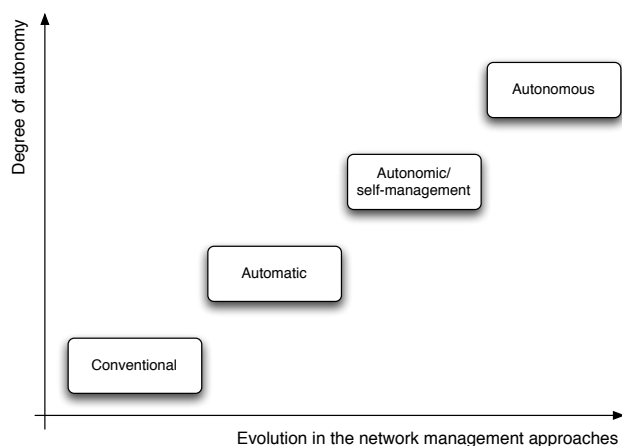 Degree of autonomy
Autonomous
Autonomic/
self-management
Automatic
Conventional
Evolution in the network management approaches